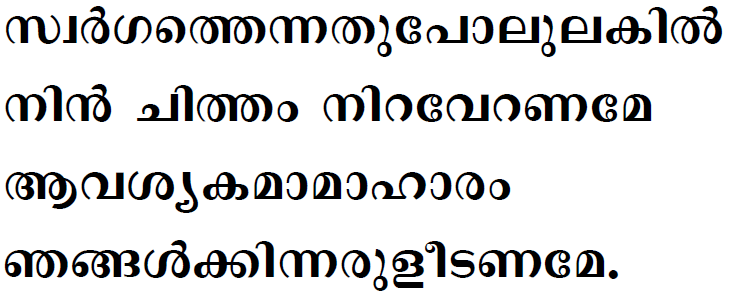 സ്വർഗത്തെന്നതുപോലുലകിൽ
നിൻ ചിത്തം നിറവേറണമേ
ആവശ്യകമാമാഹാരം
ഞങ്ങൾക്കിന്നരുളീടണമേ.